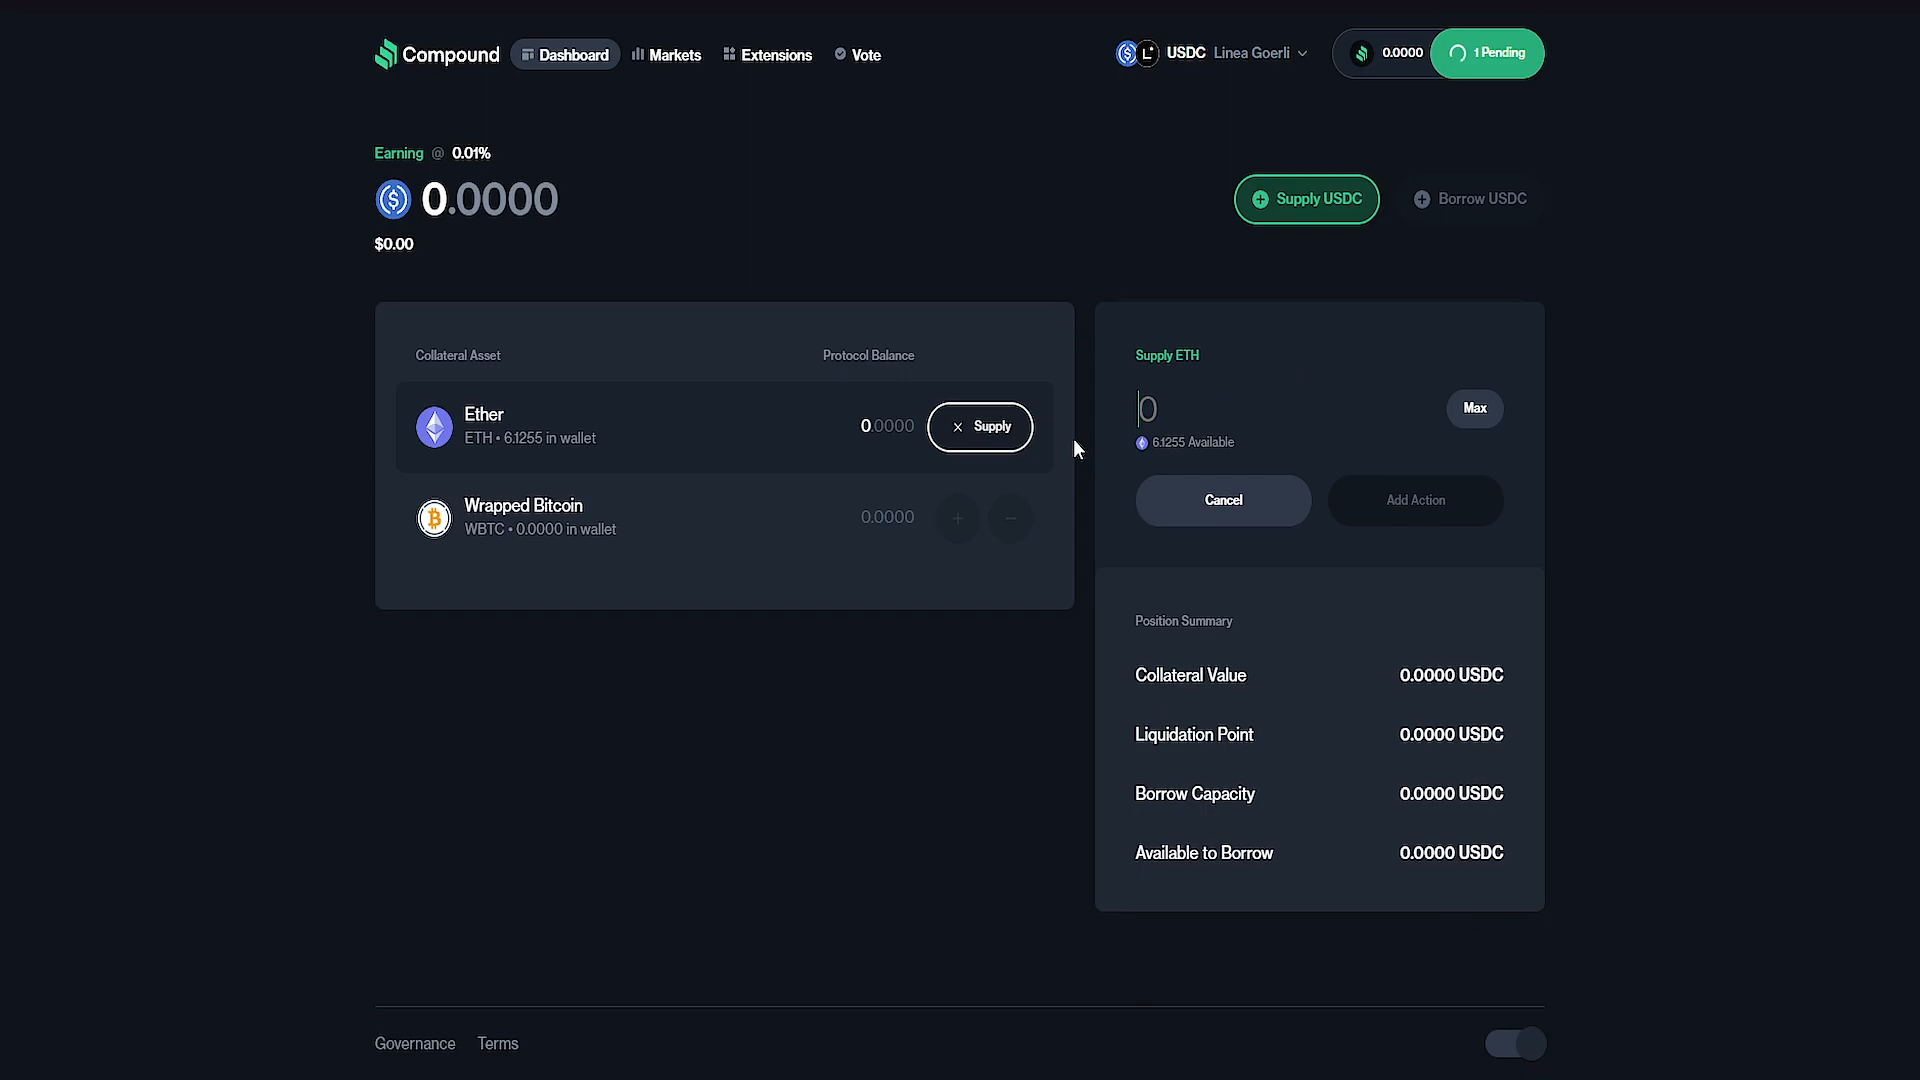 Compound
Dashboard
Markets
Extensions
Vote
USDC Linea Goerli
0.0000
1 Pending
Earning @ 0.01%
0.0000
$0.00
Supply USDC
Borrow USDC
Collateral Asset
Protocol Balance
Ether
ETH • 6.1255 in wallet
0.0000
Supply
Wrapped Bitcoin
WBTC • 0.0000 in wallet
0.0000
Supply ETH
0
Max
6.1255 Available
Cancel
Add Action
Position Summary
Collateral Value 0.0000 USDC
Liquidation Point 0.0000 USDC
Borrow Capacity 0.0000 USDC
Available to Borrow 0.0000 USDC
Governance
Terms